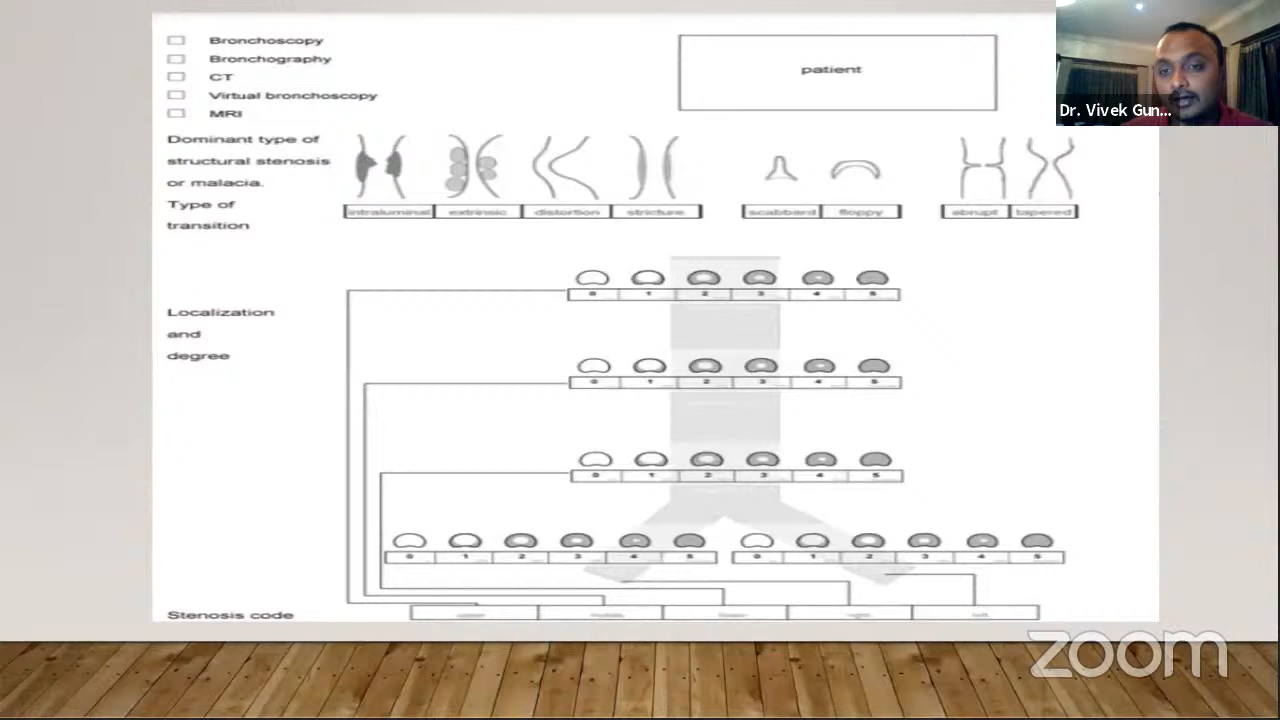 Bronchoscopy
Bronchography
CT
Virtual bronchoscopy
MRI
patient
Dr. Vivek Gun...
Dominant type of
structural stenosis
or malacia.
Type of
transition
intraluminal extrinsic distortion stricture scabbard floppy abrupt tapered
Localization
and
degree
0 1 2 3 4 5
0 1 2 3 4 5
0 1 2 3 4 5
0 1 2 3 4 5 0 1 2 3 4 5
Stenosis code
zoom